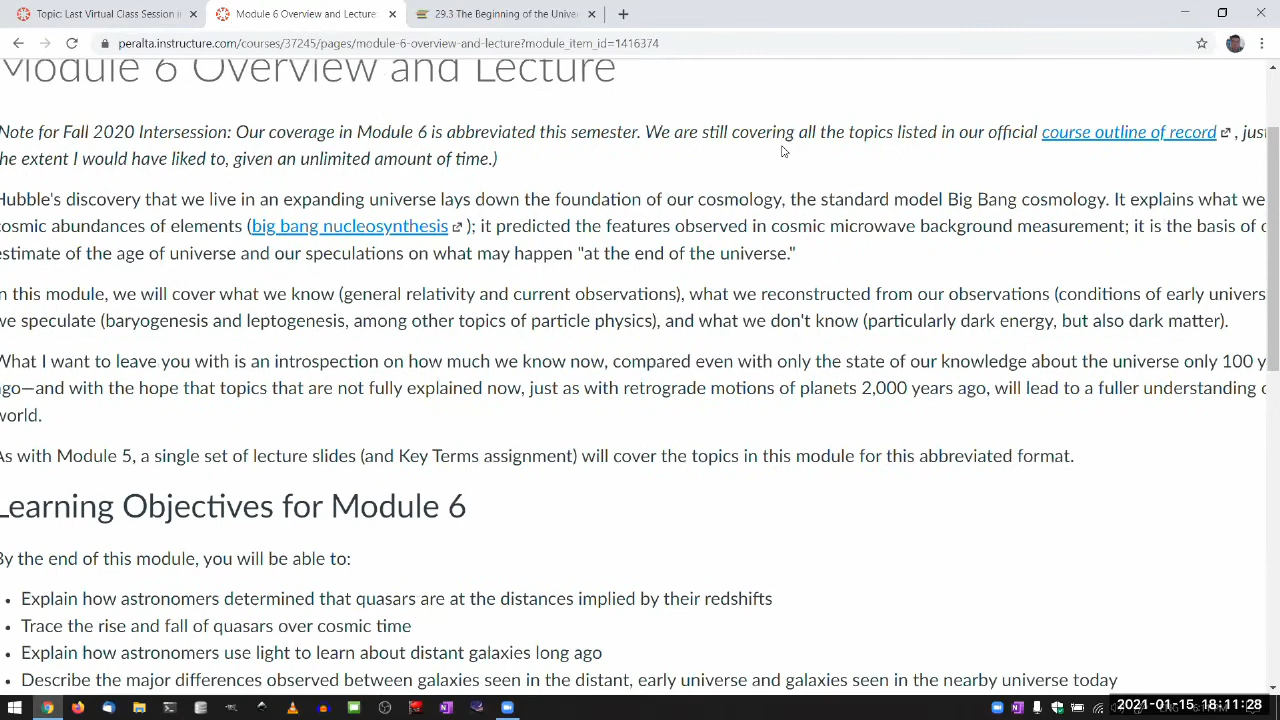 Topic: Last Virtual Class Session i
Module 6 Overview and Lecture:
29.3 The Beginning of the Unive
peralta.instructure.com/courses/37245/pages/module-6-overview-and-lecture?module_item_id=1416374
Module 6 Overview and Lecture
Note for Fall 2020 Intersession: Our coverage in Module 6 is abbreviated this semester. We are still covering all the topics listed in our official course outline of record , jus
he extent I would have liked to, given an unlimited amount of time.)
Hubble's discovery that we live in an expanding universe lays down the foundation of our cosmology, the standard model Big Bang cosmology. It explains what we
cosmic abundances of elements (big bang nucleosynthesis ); it predicted the features observed in cosmic microwave background measurement; it is the basis of o
estimate of the age of universe and our speculations on what may happen "at the end of the universe."
n this module, we will cover what we know (general relativity and current observations), what we reconstructed from our observations (conditions of early univers
we speculate (baryogenesis and leptogenesis, among other topics of particle physics), and what we don't know (particularly dark energy, but also dark matter).
What I want to leave you with is an introspection on how much we know now, compared even with only the state of our knowledge about the universe only 100 y
ago—and with the hope that topics that are not fully explained now, just as with retrograde motions of planets 2,000 years ago, will lead to a fuller understanding o
world.
As with Module 5, a single set of lecture slides (and Key Terms assignment) will cover the topics in this module for this abbreviated format.
Learning Objectives for Module 6
By the end of this module, you will be able to:
• Explain how astronomers determined that quasars are at the distances implied by their redshifts
• Trace the rise and fall of quasars over cosmic time
• Explain how astronomers use light to learn about distant galaxies long ago
• Describe the major differences observed between galaxies seen in the distant, early universe and galaxies seen in the nearby universe today
2021-01-15 18:11:28